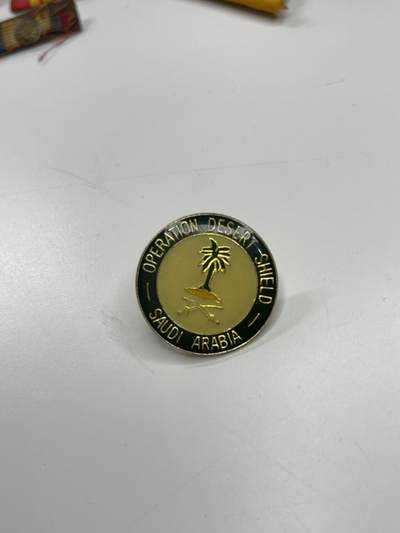 OPERATION DESERT SHIELD
SAUDI ARABIA